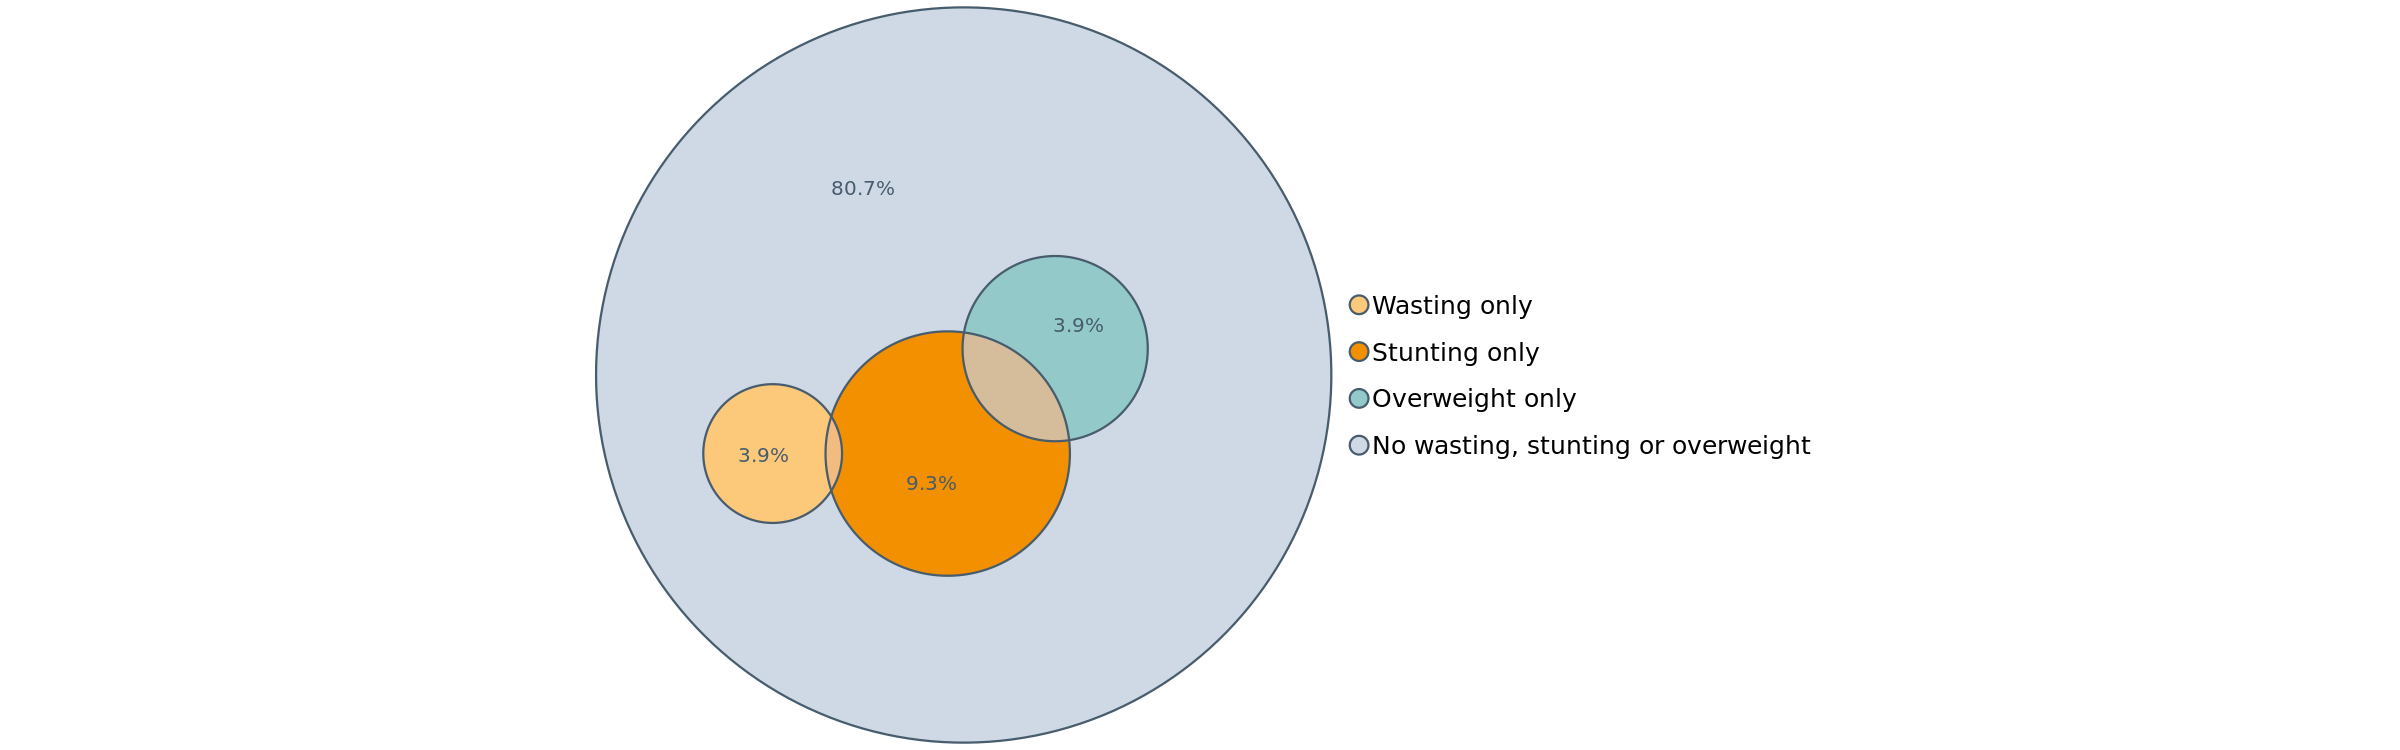 80.7%
3.9%
3.9%
9.3%
Wasting only
Stunting only
Overweight only
No wasting, stunting or overweight